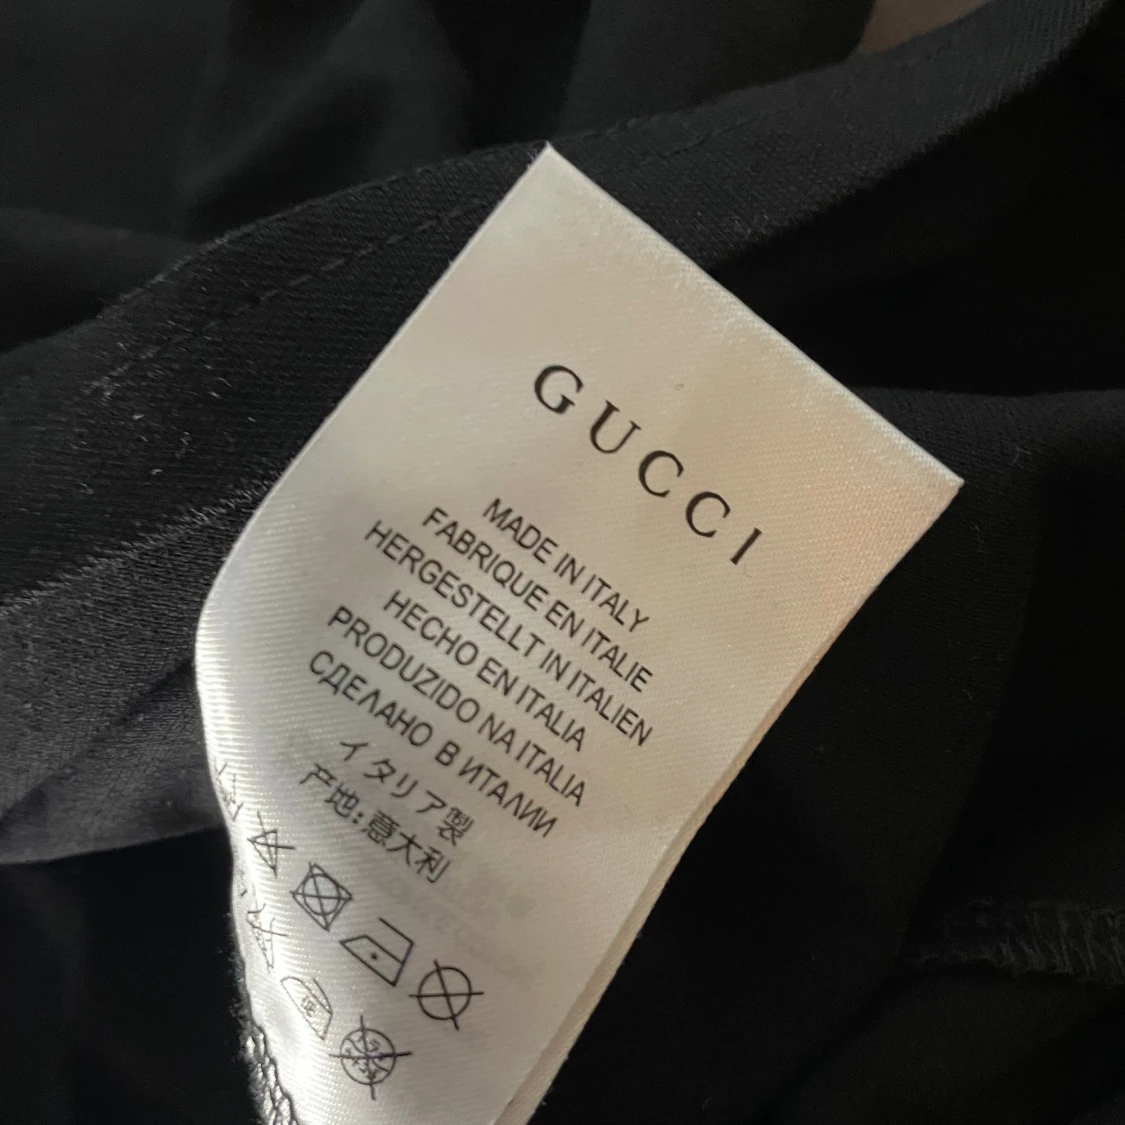 GUCCI
MADE IN ITALY
FABRIQUE EN ITALIE
HERGESTELLT IN ITALIEN
HECHO EN ITALIA
PRODUZIDO NA ITALIA
СДЕЛАНО В ИТАЛИИ
イタリア製
产地:意大利